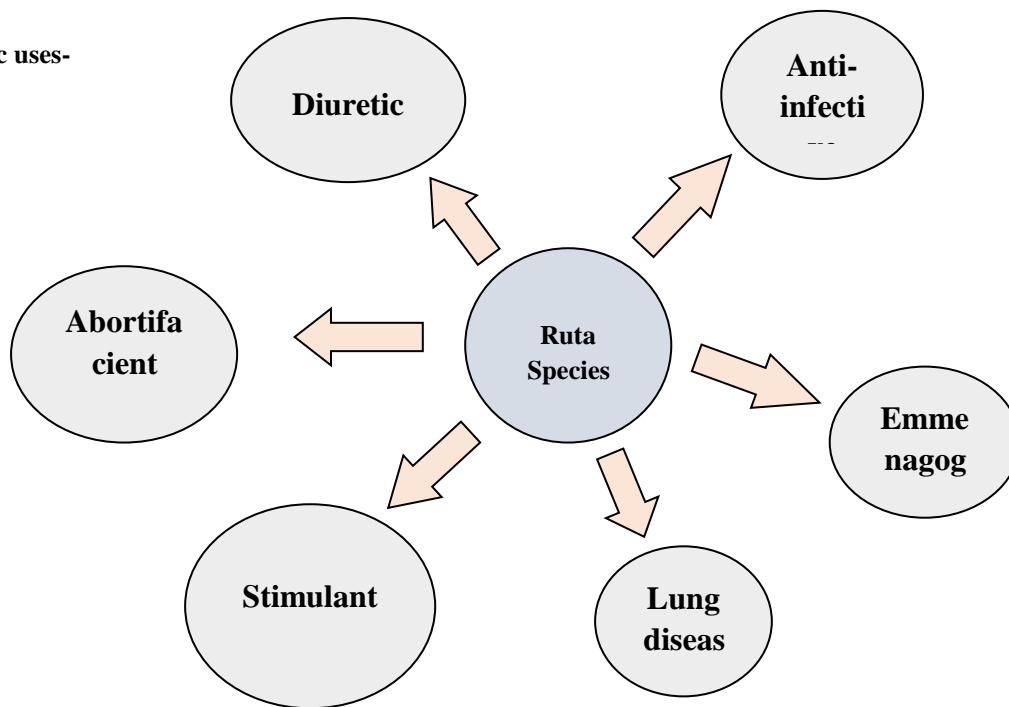 c uses-
Diuretic
Anti-
infecti
Abortifa
cient
Ruta
Species
Emme
nagog
Stimulant
Lung
diseas